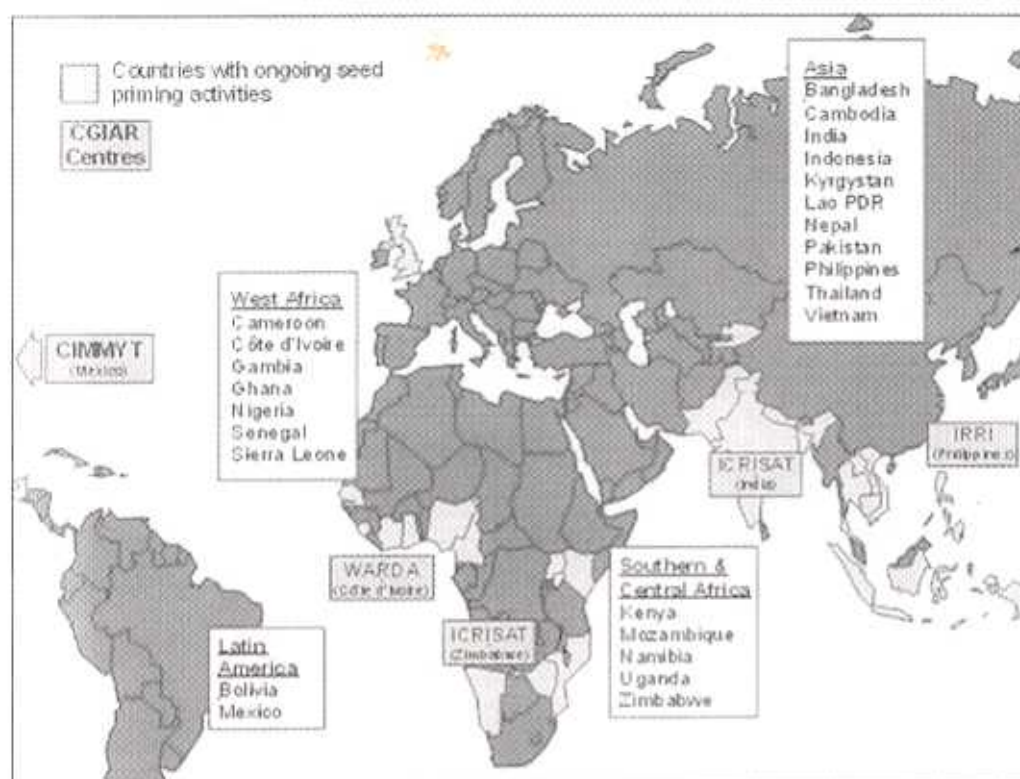 Countries with ongoing seed
priming activities
CGIAR
Centres
Asia
Bangladesh
Cambodia
India
Indonesia
Kyrgystan
Lao PDR
Nepal
Pakistan
Philippines
Thailand
Vietnam
West Africa
Cameroon
Côte d'Ivoire
Gambia
Ghana
Nigeria
Senegal
Sierra Leone
CIMMYT
(Mexico)
IRRI
(Philippines)
ICRISAT
(India)
WARDA
(Côte d'Ivoire)
ICRISAT
(Zimbabwe)
Southern &
Central Africa
Kenya
Mozambique
Namibia
Uganda
Zimbabwe
Latin
America
Bolivia
Mexico